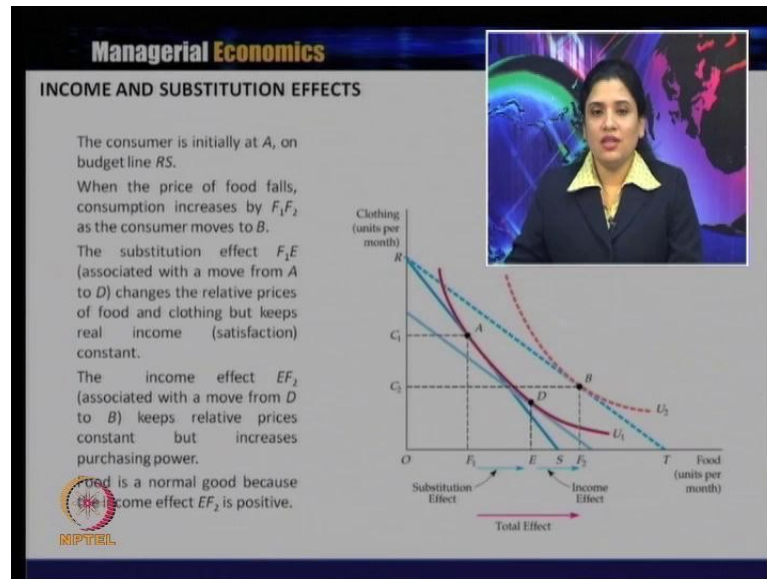 Managerial Economics
INCOME AND SUBSTITUTION EFFECTS
The consumer is initially at A, on
budget line RS.
When the price of food falls,
consumption increases by F₁F₂
as the consumer moves to B.
The substitution effect F₁E
(associated with a move from A
to D) changes the relative prices
of food and clothing but keeps
real income (satisfaction)
constant.
The income effect EF₂
(associated with a move from D
to B) keeps relative prices
constant but increases
purchasing power.
Food is a normal good because
the income effect EF₂ is positive.
NPTEL
Clothing
(units per
month)
R
A
C₁
C₂
B
D
U₂
U₁
O
F₁
E
S
F₂
T
Food
(units per
month)
Substitution
Effect
Income
Effect
Total Effect